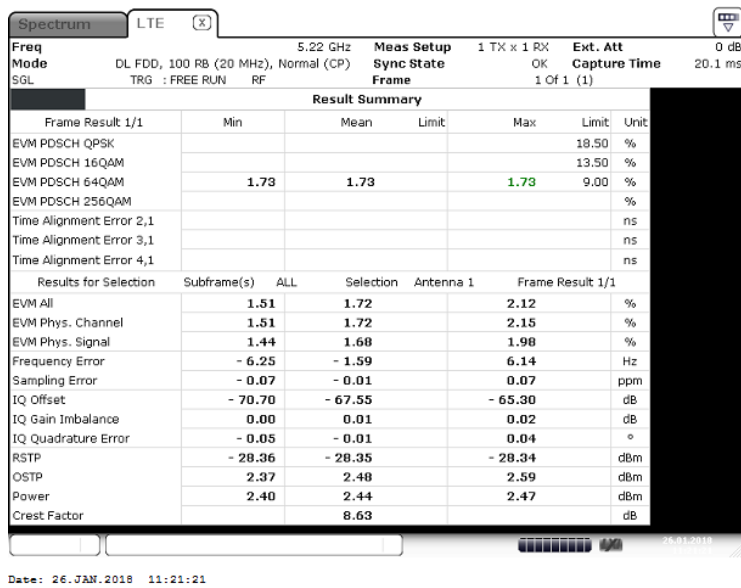 Spectrum LTE X
Freq 5.22 GHz Meas Setup 1 TX x 1 RX Ext. Att 0 dB
Mode DL FDD, 100 RB (20 MHz), Normal (CP) Sync State OK Capture Time 20.1 ms
SGL TRG : FREE RUN RF Frame 1 Of 1 (1)
Result Summary
Frame Result 1/1 Min Mean Limit Max Limit Unit
EVM PDSCH QPSK 18.50 %
EVM PDSCH 16QAM 13.50 %
EVM PDSCH 64QAM 1.73 1.73 1.73 9.00 %
EVM PDSCH 256QAM %
Time Alignment Error 2,1 ns
Time Alignment Error 3,1 ns
Time Alignment Error 4,1 ns
Results for Selection Subframe(s) ALL Selection Antenna 1 Frame Result 1/1
EVM All 1.51 1.72 2.12 %
EVM Phys. Channel 1.51 1.72 2.15 %
EVM Phys. Signal 1.44 1.68 1.98 %
Frequency Error - 6.25 - 1.59 6.14 Hz
Sampling Error - 0.07 - 0.01 0.07 ppm
IQ Offset - 70.70 - 67.55 - 65.30 dB
IQ Gain Imbalance 0.00 0.01 0.02 dB
IQ Quadrature Error - 0.05 - 0.01 0.04 °
RSTP - 28.36 - 28.35 - 28.34 dBm
OSTP 2.37 2.48 2.59 dBm
Power 2.40 2.44 2.47 dBm
Crest Factor 8.63 dB
26.01.2018
Date: 26.JAN.2018 11:21:21